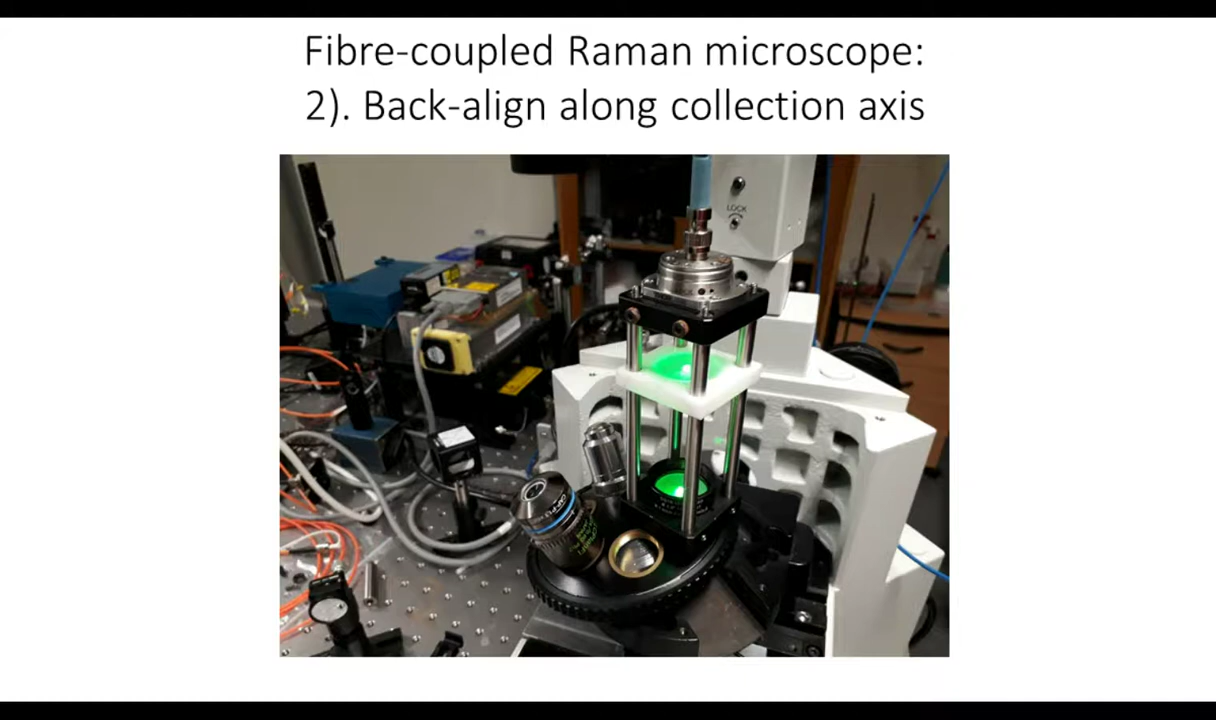 Fibre-coupled Raman microscope:
2). Back-align along collection axis
LOCK